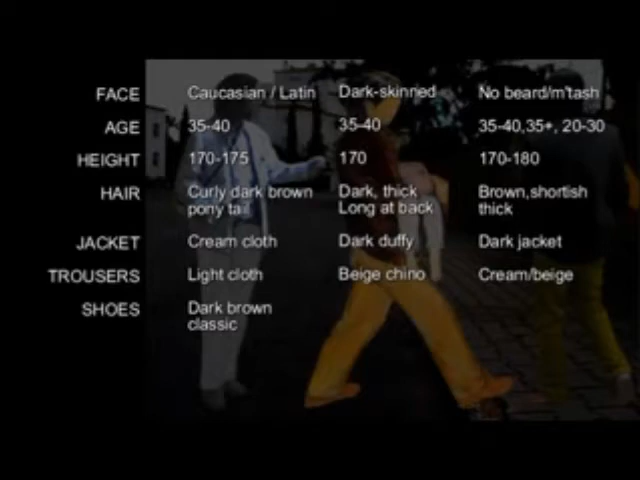 FACE Caucasian / Latin Dark-skinned No beard/m'tash
AGE 35-40 35-40 35-40,35+, 20-30
HEIGHT 170-175 170 170-180
HAIR Curly dark brown Dark, thick Brown,shortish
pony tail Long at back thick
JACKET Cream cloth Dark duffy Dark jacket
TROUSERS Light cloth Beige chino Cream/beige
SHOES Dark brown
classic